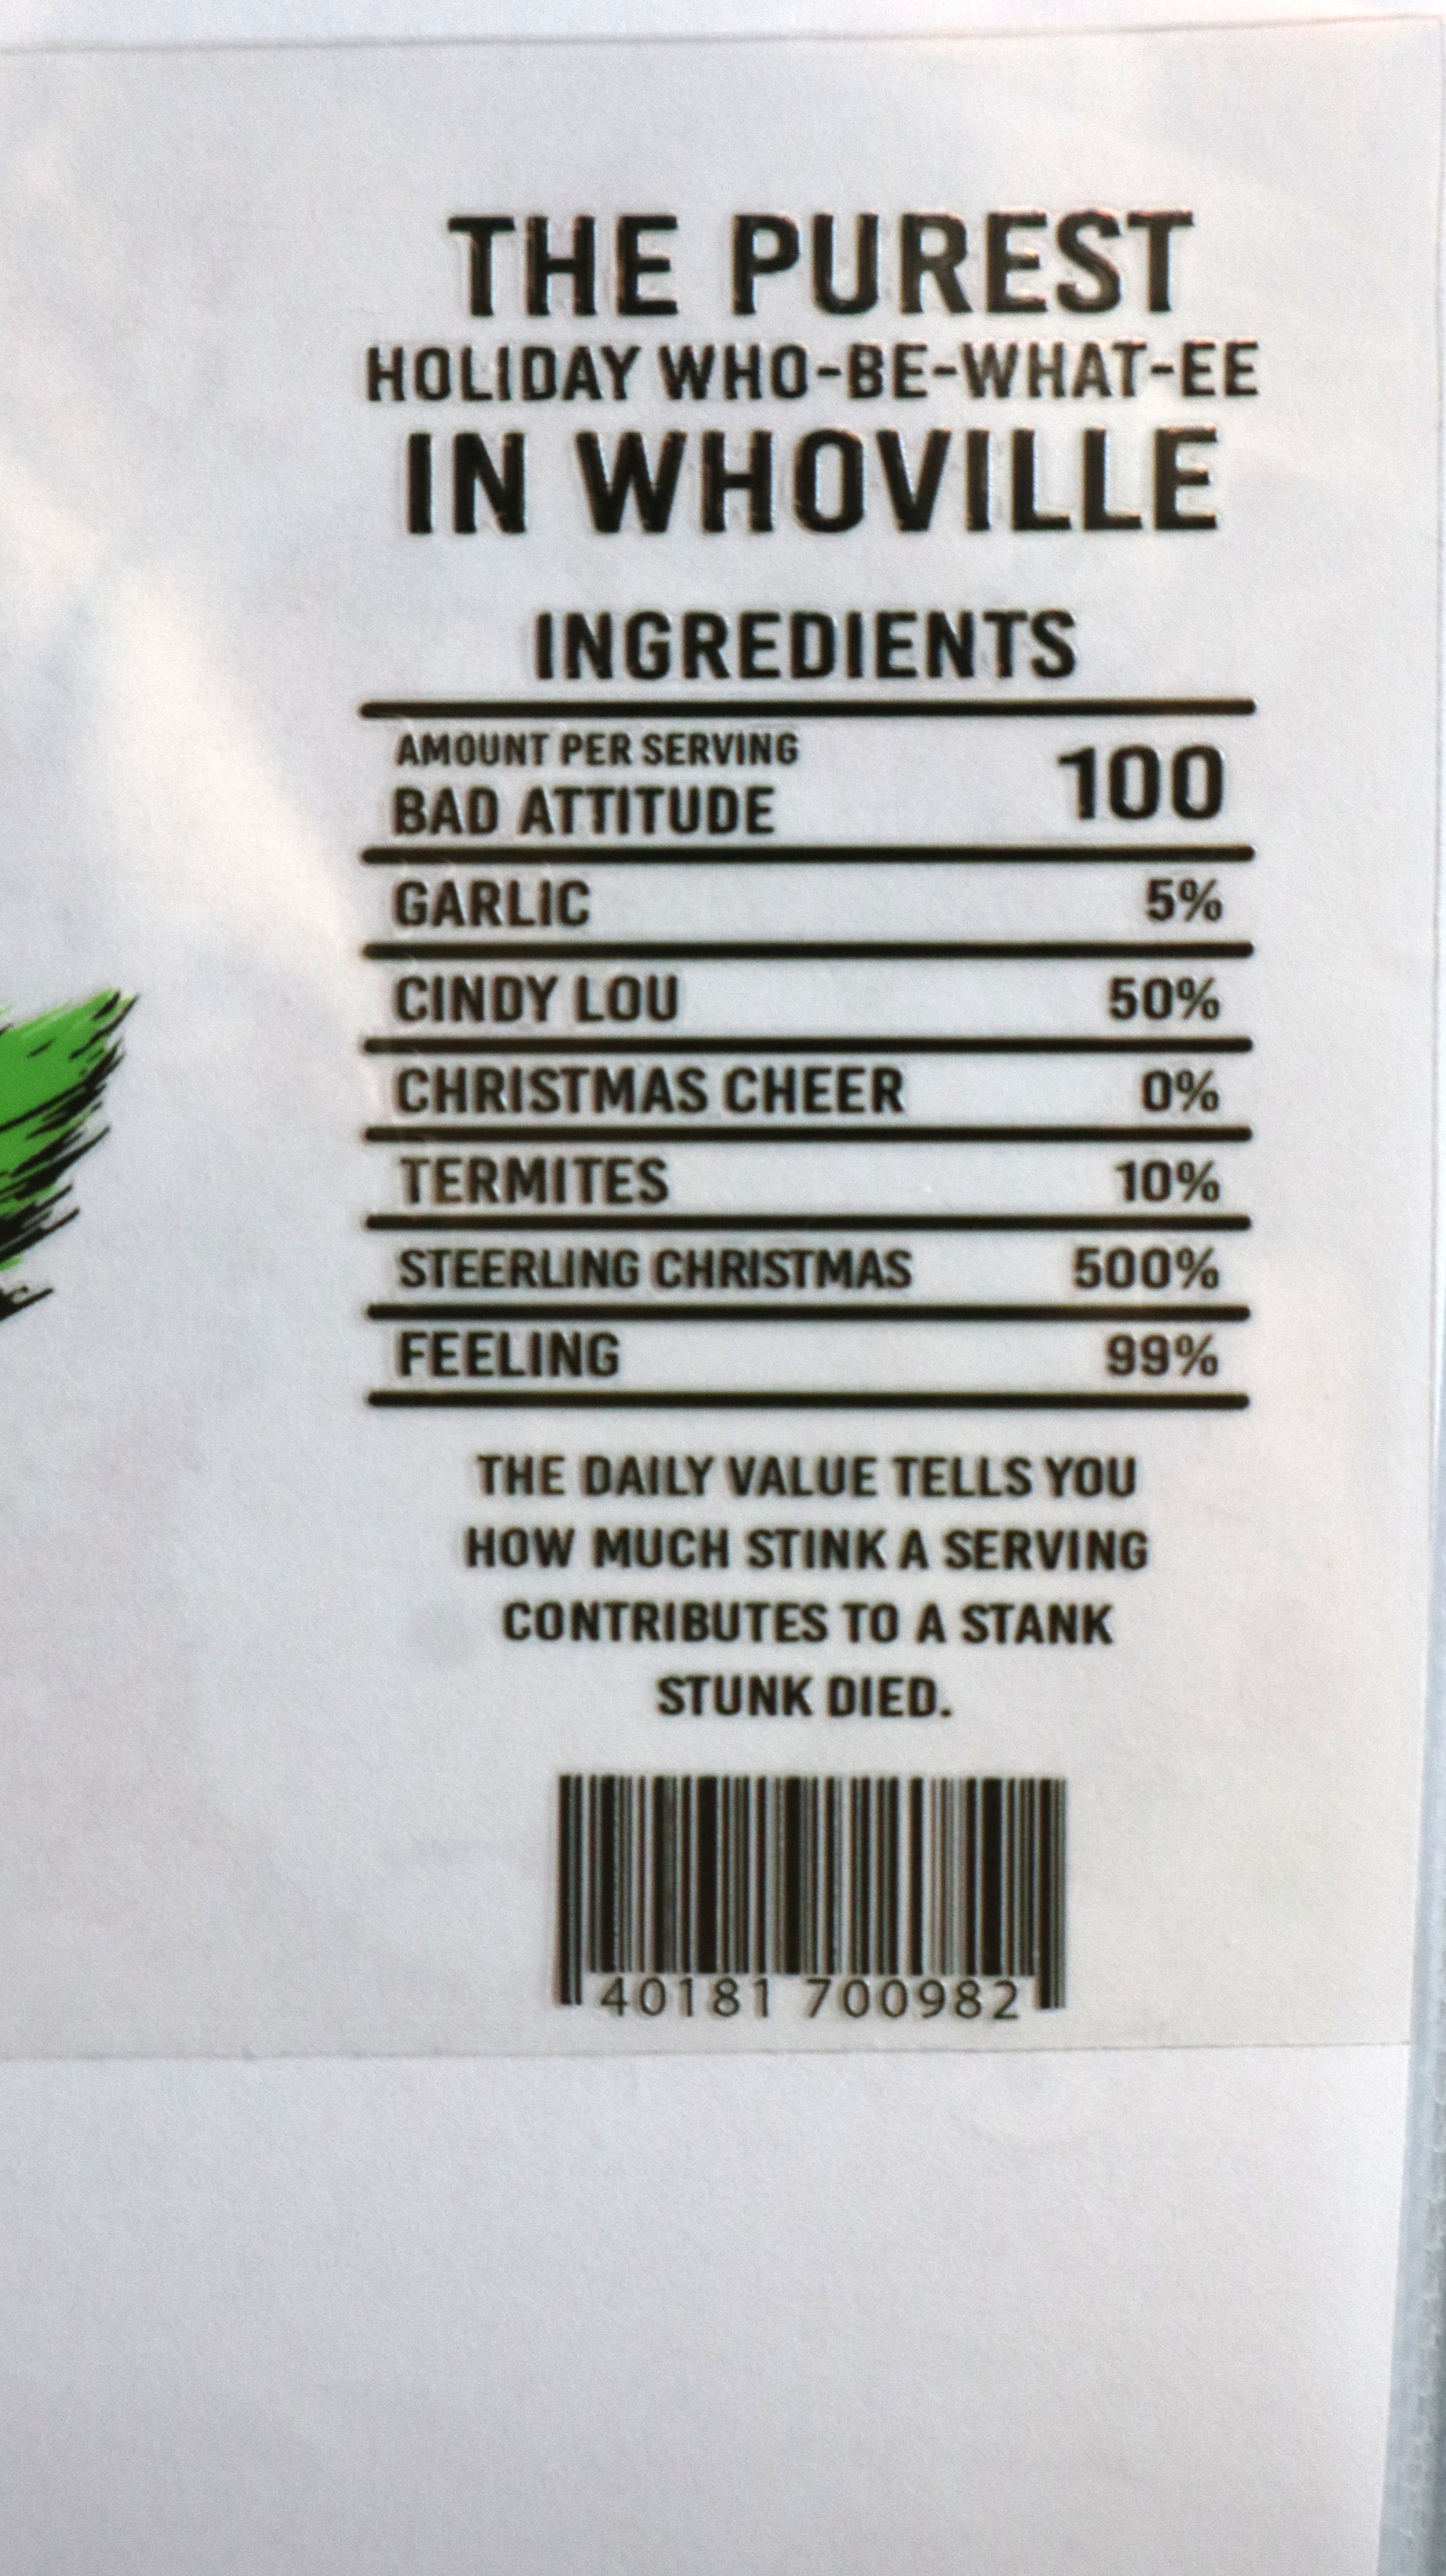 THE PUREST
HOLIDAY WHO-BE-WHAT-EE
IN WHOVILLE
INGREDIENTS
AMOUNT PER SERVING
BAD ATTITUDE 100
GARLIC 5%
CINDY LOU 50%
CHRISTMAS CHEER 0%
TERMITES 10%
STEERLING CHRISTMAS 500%
FEELING 99%
THE DAILY VALUE TELLS YOU
HOW MUCH STINK A SERVING
CONTRIBUTES TO A STANK
STUNK DIED.
40181 700982